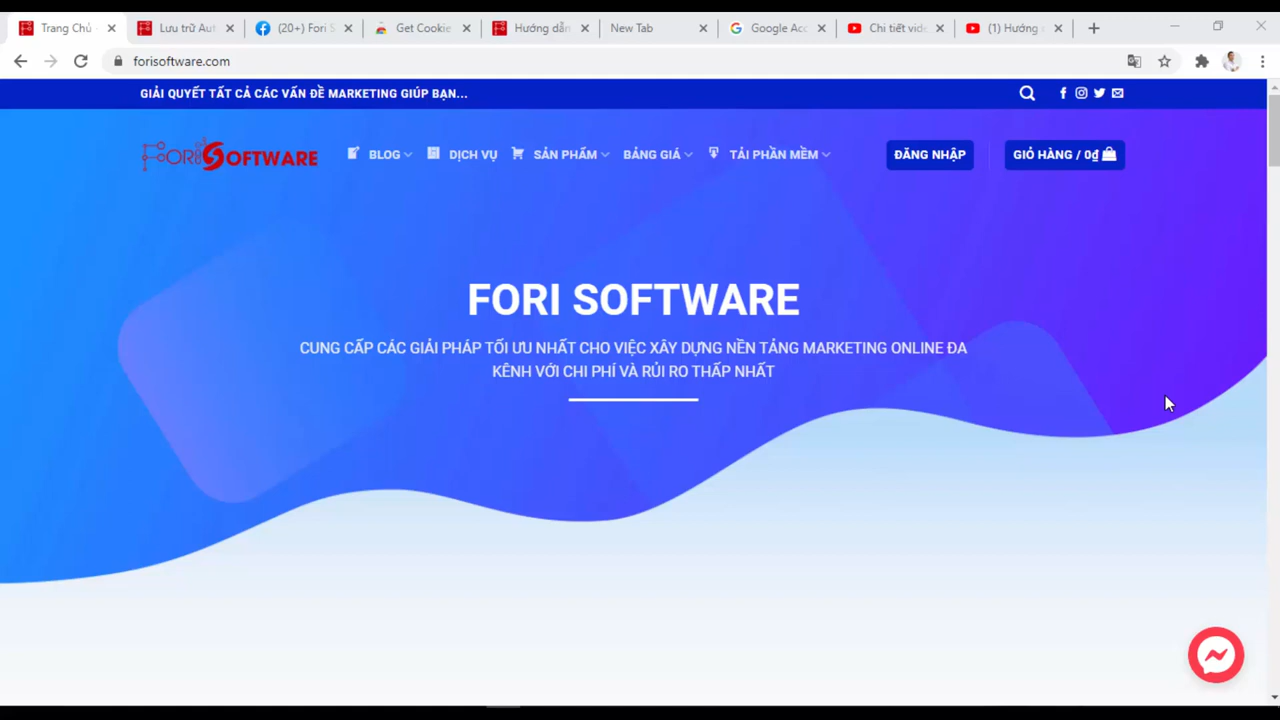 Trang Chủ
Lưu trữ Aut
(20+) Fori S
Get Cookie
Hướng dẫn
New Tab
Google Acc
Chi tiết vide
(1) Hướng
forisoftware.com
GIẢI QUYẾT TẤT CẢ CÁC VẤN ĐỀ MARKETING GIÚP BẠN...
FORI SOFTWARE
BLOG
DỊCH VỤ
SẢN PHẨM
BẢNG GIÁ
TẢI PHẦN MỀM
ĐĂNG NHẬP
GIỎ HÀNG / 0₫
FORI SOFTWARE
CUNG CẤP CÁC GIẢI PHÁP TỐI ƯU NHẤT CHO VIỆC XÂY DỰNG NỀN TẢNG MARKETING ONLINE ĐA
KÊNH VỚI CHI PHÍ VÀ RỦI RO THẤP NHẤT